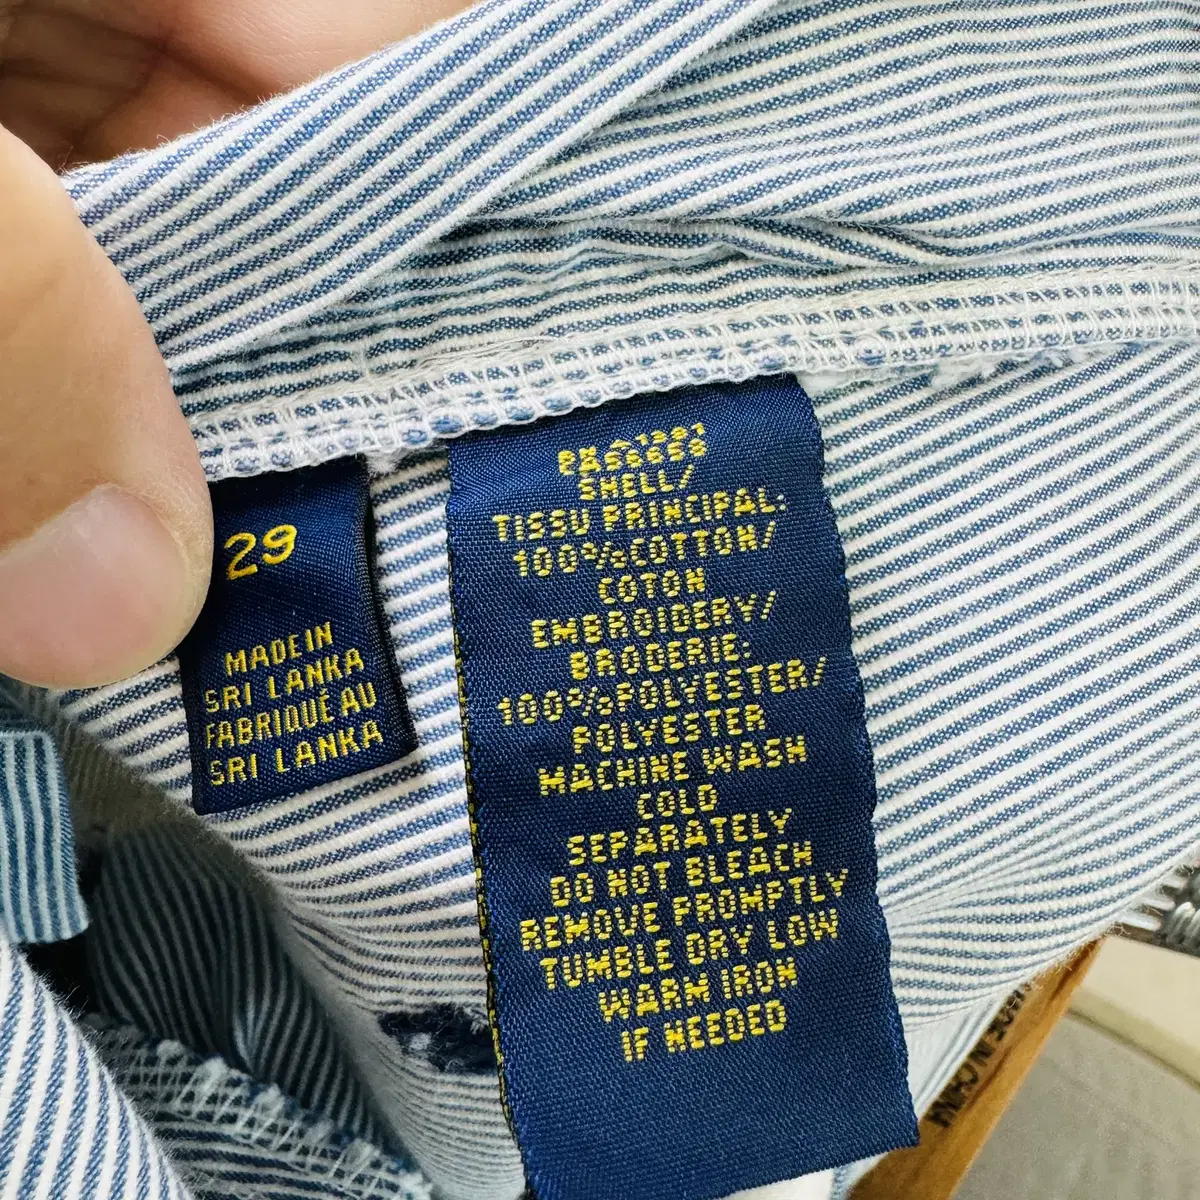 29
MADE IN
SRI LANKA
FABRIQUÉ AU
SRI LANKA
SHELL/
TISSU PRINCIPAL:
100%COTTON/
COTON
EMBROIDERY/
BRODERIE:
100%POLYESTER/
POLYESTER
MACHINE WASH
COLD
SEPARATELY
DO NOT BLEACH
REMOVE PROMPTLY
TUMBLE DRY LOW
WARM IRON
IF NEEDED